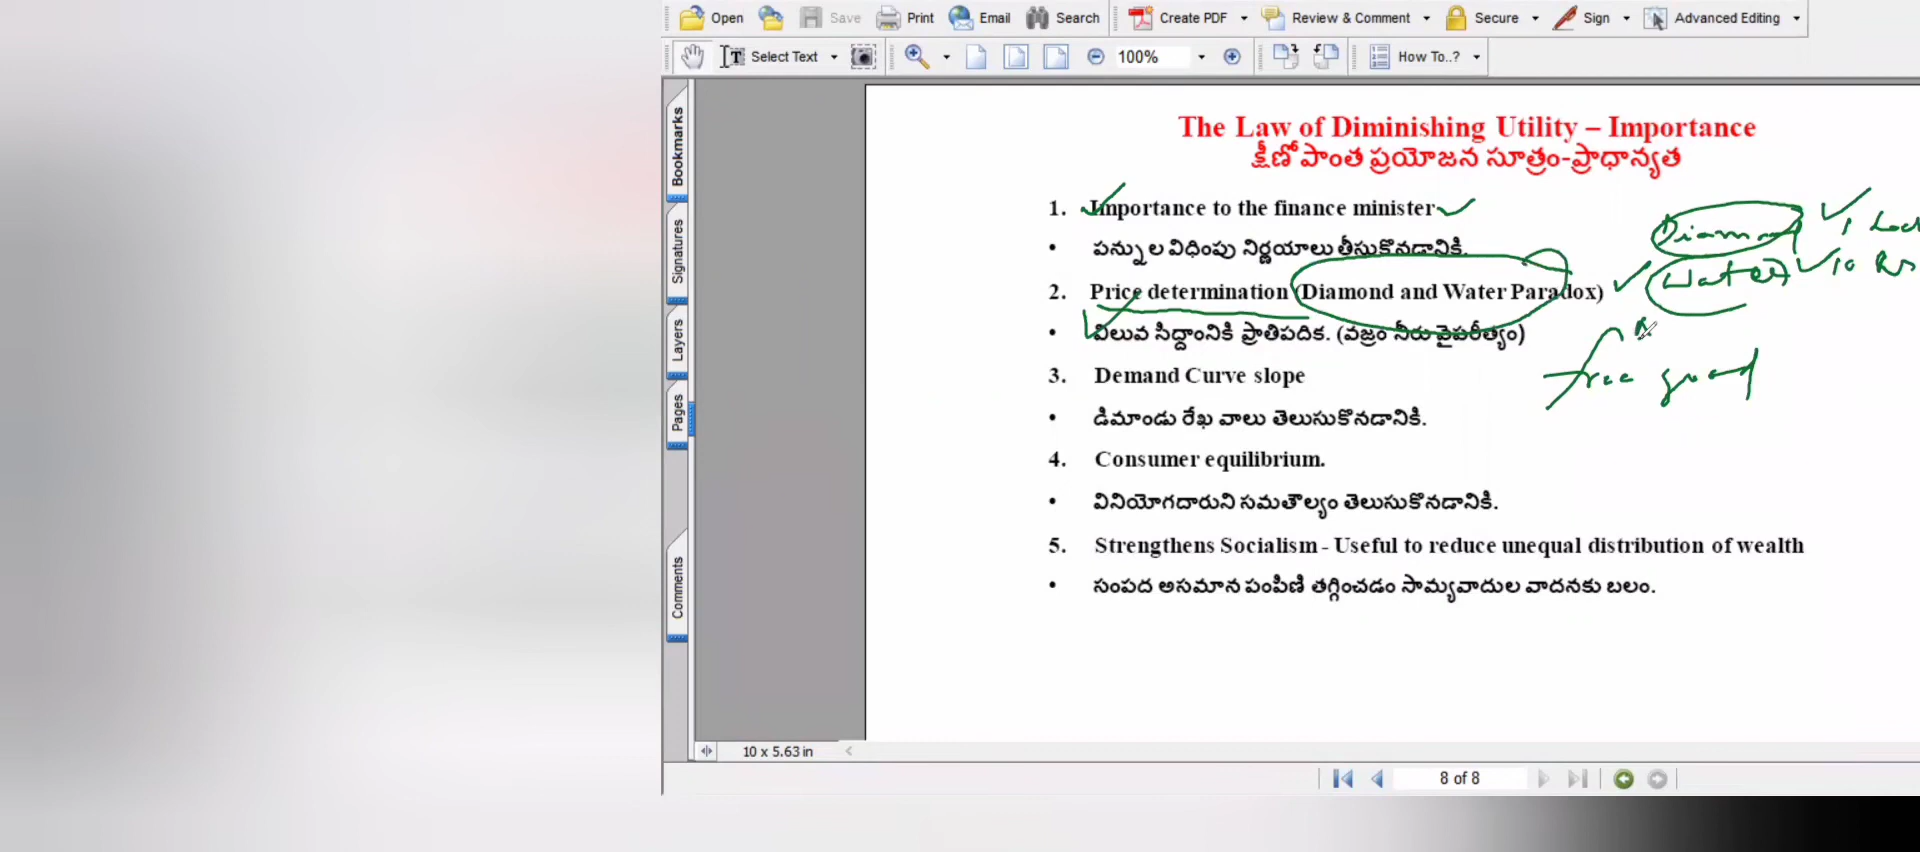 Open Save Print Email Search Create PDF Review & Comment Secure Sign Advanced Editing
Select Text 100% How To..?
Bookmarks
Signatures
Layers
Pages
Comments
The Law of Diminishing Utility – Importance
క్షీణోపాంత ప్రయోజన సూత్రం-ప్రాధాన్యత
1. Importance to the finance minister
• పన్ను ల విధింపు నిర్ణయాలు తీసుకొనడానికి.
Diamond 1
Water 10 Rs
2. Price determination (Diamond and Water Paradox)
• విలువ సిద్దాంనికి ప్రాతిపదిక. (వజ్రం నీరు వైపరీత్యం)
free good
3. Demand Curve slope
• డిమాండు రేఖ వాలు తెలుసుకొనడానికి.
4. Consumer equilibrium.
• వినియోగదారుని సమతౌల్యం తెలుసుకొనడానికి.
5. Strengthens Socialism - Useful to reduce unequal distribution of wealth
• సంపద అసమాన పంపిణి తగ్గించడం సామ్యవాదుల వాదనకు బలం.
10 x 5.63 in
8 of 8